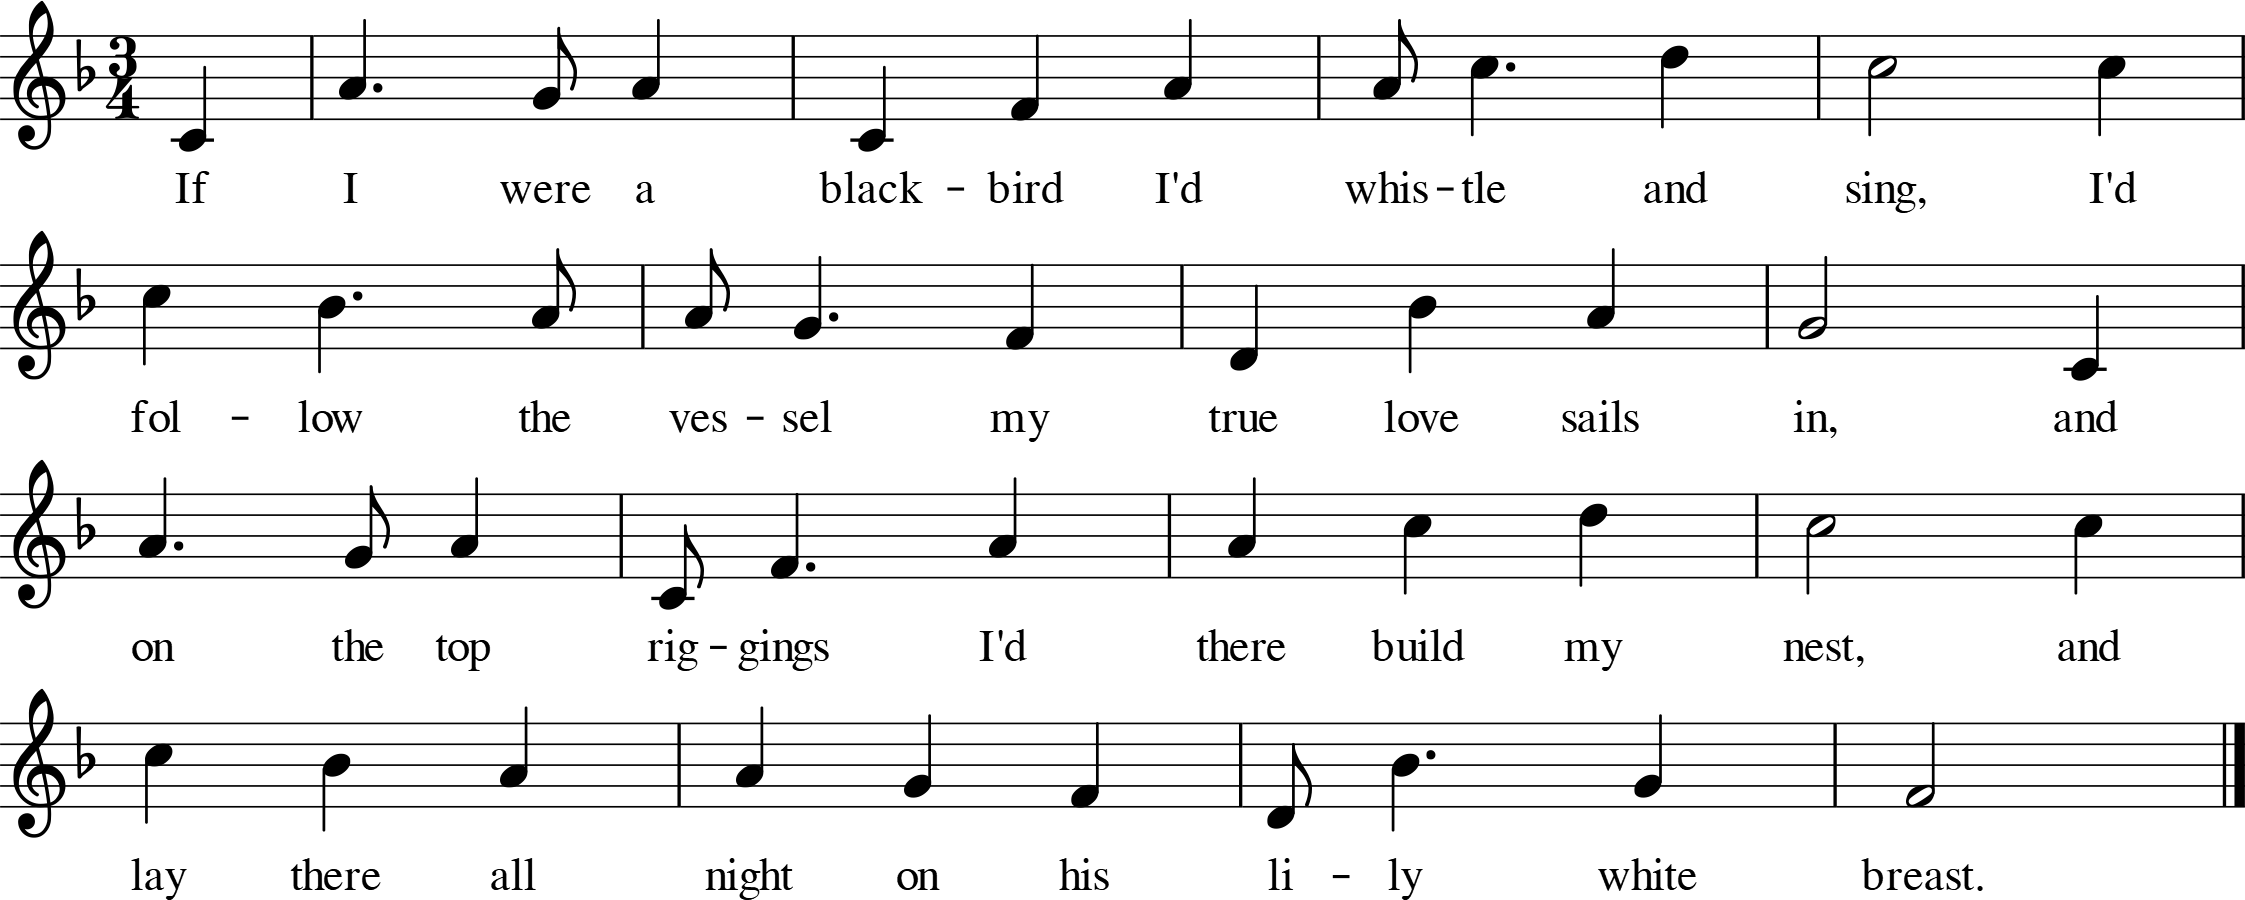 3
4
If I were a black - bird I'd whis - tle and sing, I'd
fol - low the ves - sel my true love sails in, and
on the top rig - gings I'd there build my nest, and
lay there all night on his li - ly white breast.